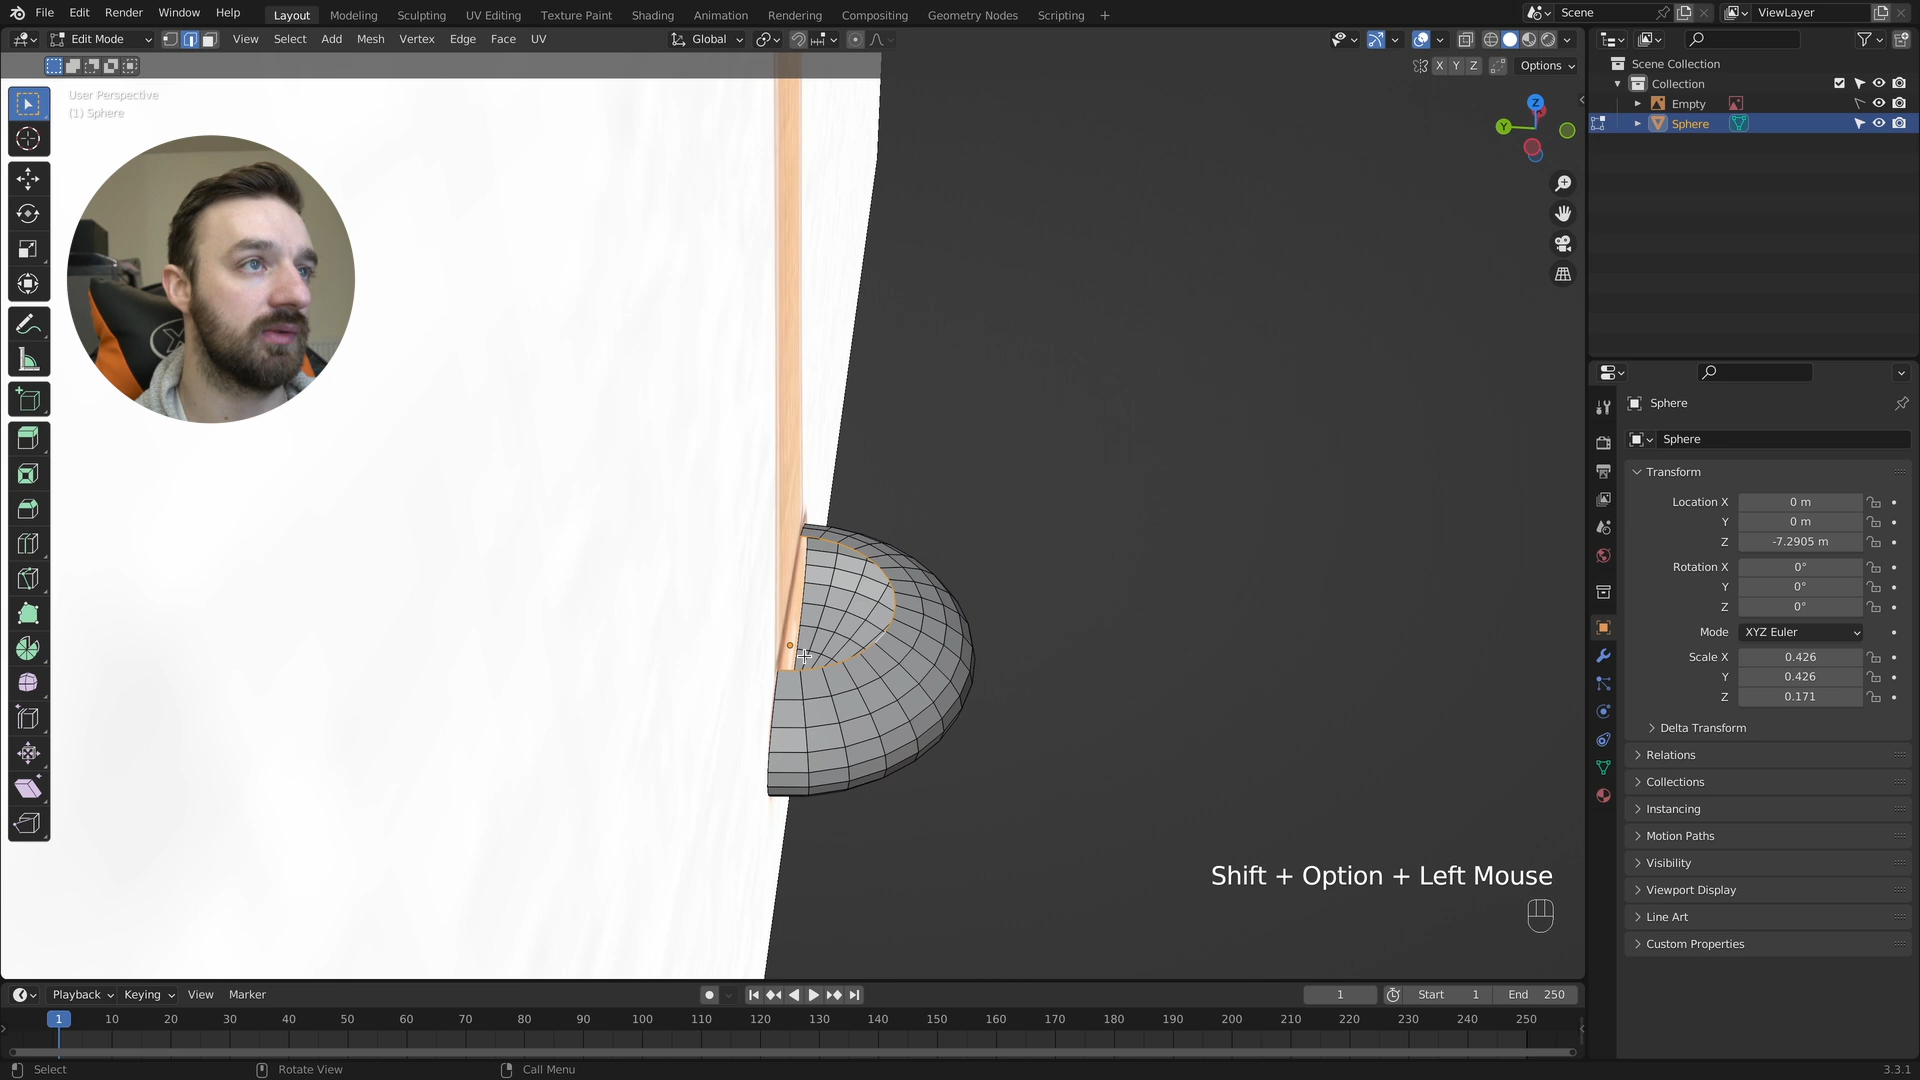 File Edit Render Window Help Layout Modeling Sculpting UV Editing Texture Paint Shading Animation Rendering Compositing Geometry Nodes Scripting + Scene ViewLayer
Edit Mode View Select Add Mesh Vertex Edge Face UV Global
X Y Z Options
User Perspective
(1) Sphere
Z
Y
Scene Collection
Collection
Empty
Sphere
Sphere
Sphere
Transform
Location X 0 m
Y 0 m
Z -7.2905 m
Rotation X 0°
Y 0°
Z 0°
Mode XYZ Euler
Scale X 0.426
Y 0.426
Z 0.171
Delta Transform
Relations
Collections
Instancing
Motion Paths
Visibility
Viewport Display
Line Art
Custom Properties
Shift + Option + Left Mouse
Playback Keying View Marker 1 Start 1 End 250
1 10 20 30 40 50 60 70 80 90 100 110 120 130 140 150 160 170 180 190 200 210 220 230 240 250
Select Rotate View Call Menu 3.3.1